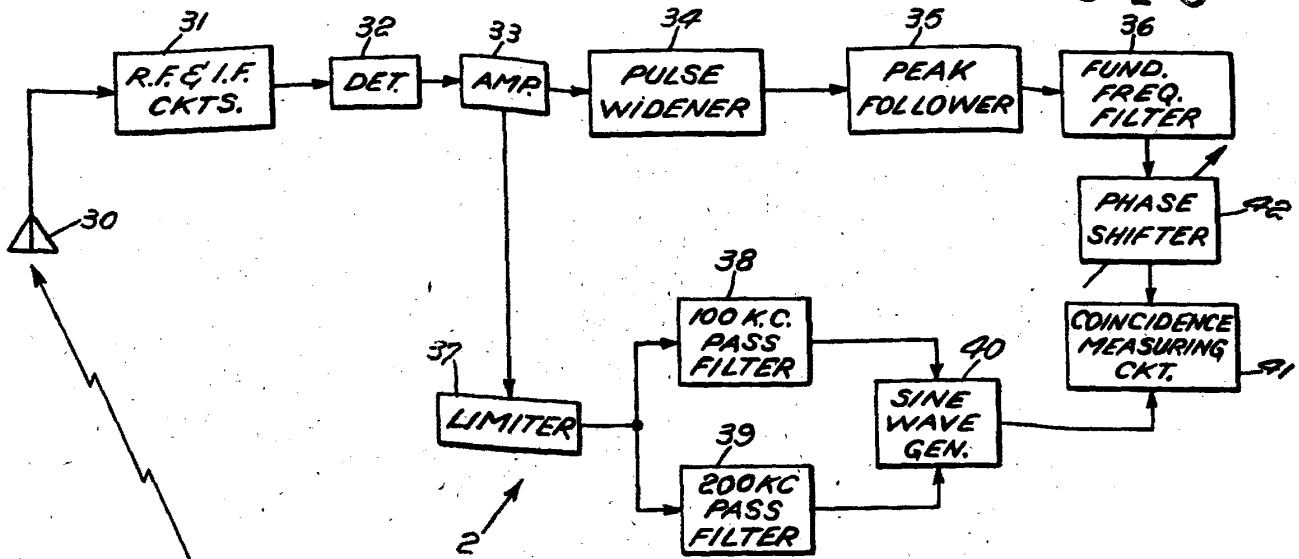 31
R.F. & I.F.
CKTS.
32
DET.
33
AMP.
34
PULSE
WIDENER
35
PEAK
FOLLOWER
36
FUND.
FREQ.
FILTER
30
PHASE
SHIFTER
42
38
100 K.C.
PASS
FILTER
COINCIDENCE
MEASURING
CKT.
41
37
LIMITER
40
SINE
WAVE
GEN.
39
200 KC
PASS
FILTER
2